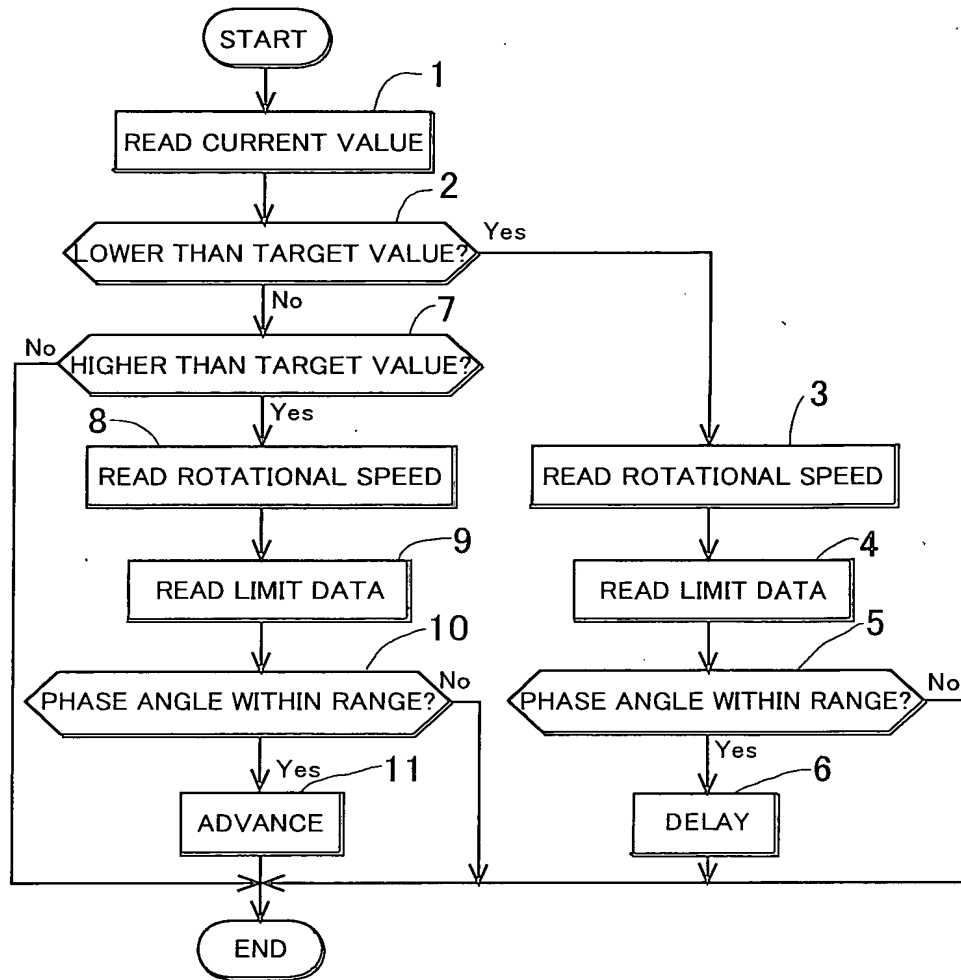 START
1
READ CURRENT VALUE
2
LOWER THAN TARGET VALUE?
Yes
No
7
No
HIGHER THAN TARGET VALUE?
Yes
8
READ ROTATIONAL SPEED
3
READ ROTATIONAL SPEED
9
READ LIMIT DATA
4
READ LIMIT DATA
10
PHASE ANGLE WITHIN RANGE?
No
5
PHASE ANGLE WITHIN RANGE?
No
Yes
11
ADVANCE
Yes
6
DELAY
END